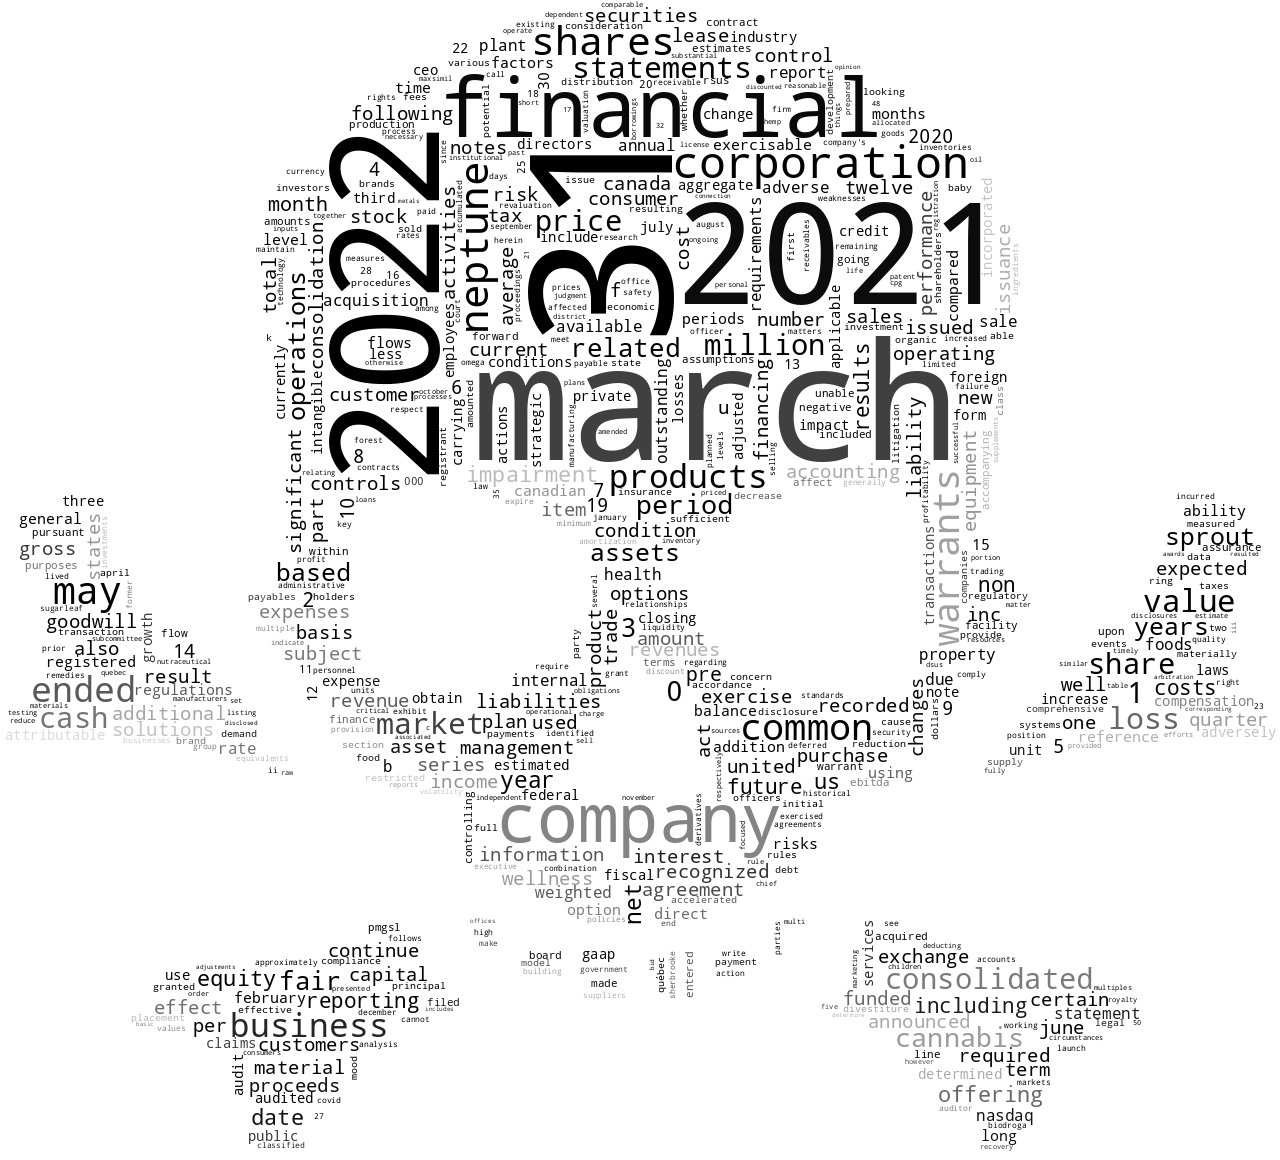 comparable
dependent securities
existing consideration contract
operate shares lease industry
22 plant estimates
various factors substantial control
statements report
ceo call 30 distribution 20 receivable rsus opinion
maxsimil discounted reasonable looking
time financial
rights fees 18 short 17 valuation borrowings 32 whether change firm hemp development things prepared 48 allocated months
following potential goods
production process necessary since
notes directors annual license exercisable company's 2020 inventories
institutional past 25 corporation oil
currency 4 2022 neptune 31 issue canada aggregate adverse twelve baby
investors brands metals days risk revaluation consumer connection weaknesses registration incorporated
month third accumulated resulting
amounts together stock paid tax price july august 2021 performance shareholders
inputs sold rates september herein include research cost ongoing requirements first receivables credit remaining going life
level maintain consolidation measures activities average 21 office safety economic personal patent cpg compared issuance ingredients
total technology 28 16 procedures among court proceedings prices judgment affected district f
acquisition employees available periods number applicable sales issued sale
k operations flows less otherwise forward meet officer matters investment increased able
currently intangible current related million results organic limited
omega conditions payable state assumptions 13 operating
customer october processes 6 march plans private foreign failure
significant respect carrying amounted actions strategic manufacturing amended outstanding losses planned levels u adjusted financing unable negative impact included litigation liability new form class
forest 8 contracts registrant successful accompanying supplements
relating controls 000 impairment products selling accounting
law 35 canadian 7 insurance priced decrease affect generally equipment
three part 10 loans expire item 19 period profitability warrants incurred
general key minimum january sufficient ability
pursuant states investments condition inventory measured
gross within amortization assets transactions 15 sprout assurance
purposes profit portion data awards resulted
lived april based health companies trading non expected
may administrative several options regulatory ring taxes
sugarleaf former payables 2 holders relationships inc matter value
goodwill expenses closing facility disclosures estimate
transaction growth flow multiple basis 3 liquidity provide resources years two iii
subcommittee product trade amount upon quality
also 14 indicate party revenues events timely foods
prior nutraceutical subject property materially
registered result require terms regarding dsus similar share laws
remedies quebec 11 personnel internal grant discount pre concern comply arbitration
ended regulations 12 expense units obligations accordance due well table 1 costs right
materials manufacturers set revenue obtain liabilities 0 exercise standards note increase compensation 23
testing reduce cash additional listing critical exhibit operational charge recorded changes 9 dollars comprehensive corresponding
disclosed finance market c plan used balance disclosure common cause systems one loss quarter
attributable solutions demand provision associated payments identified act sources security position reference adversely
businesses brand group rate section asset management sell addition deferred reduction unit 5 provided efforts
equivalents food series estimated respectively united warrant purchase supply
ii raw b restricted income year future us using fully
reports volatility federal ebitda historical
independent november officers initial
controlling full company derivatives focused exercised agreements
information interest rule risks
executive combination recognized rules
wellness fiscal debt
weighted net agreement chief
option accelerated
policies direct
end
pmgsl offices high make parties multi see
follows continue board gaap write services acquired deducting
approximately compliance model québec bid sherbrooke entered payment marketing exchange accounts
use adjustments equity fair presented capital building government action children consolidated
granted principal made multiples
order february reporting suppliers funded including certain royalty
effect effective december filed includes five divestiture statement
placement business cannot determine announced working june legal 50
basic values per cannabis circumstances
claims customers analysis line launch
audit consumers mood however required
material determined term
proceeds markets
audited covid offering
date 27 auditor nasdaq
public biodroga
classified long
recovery